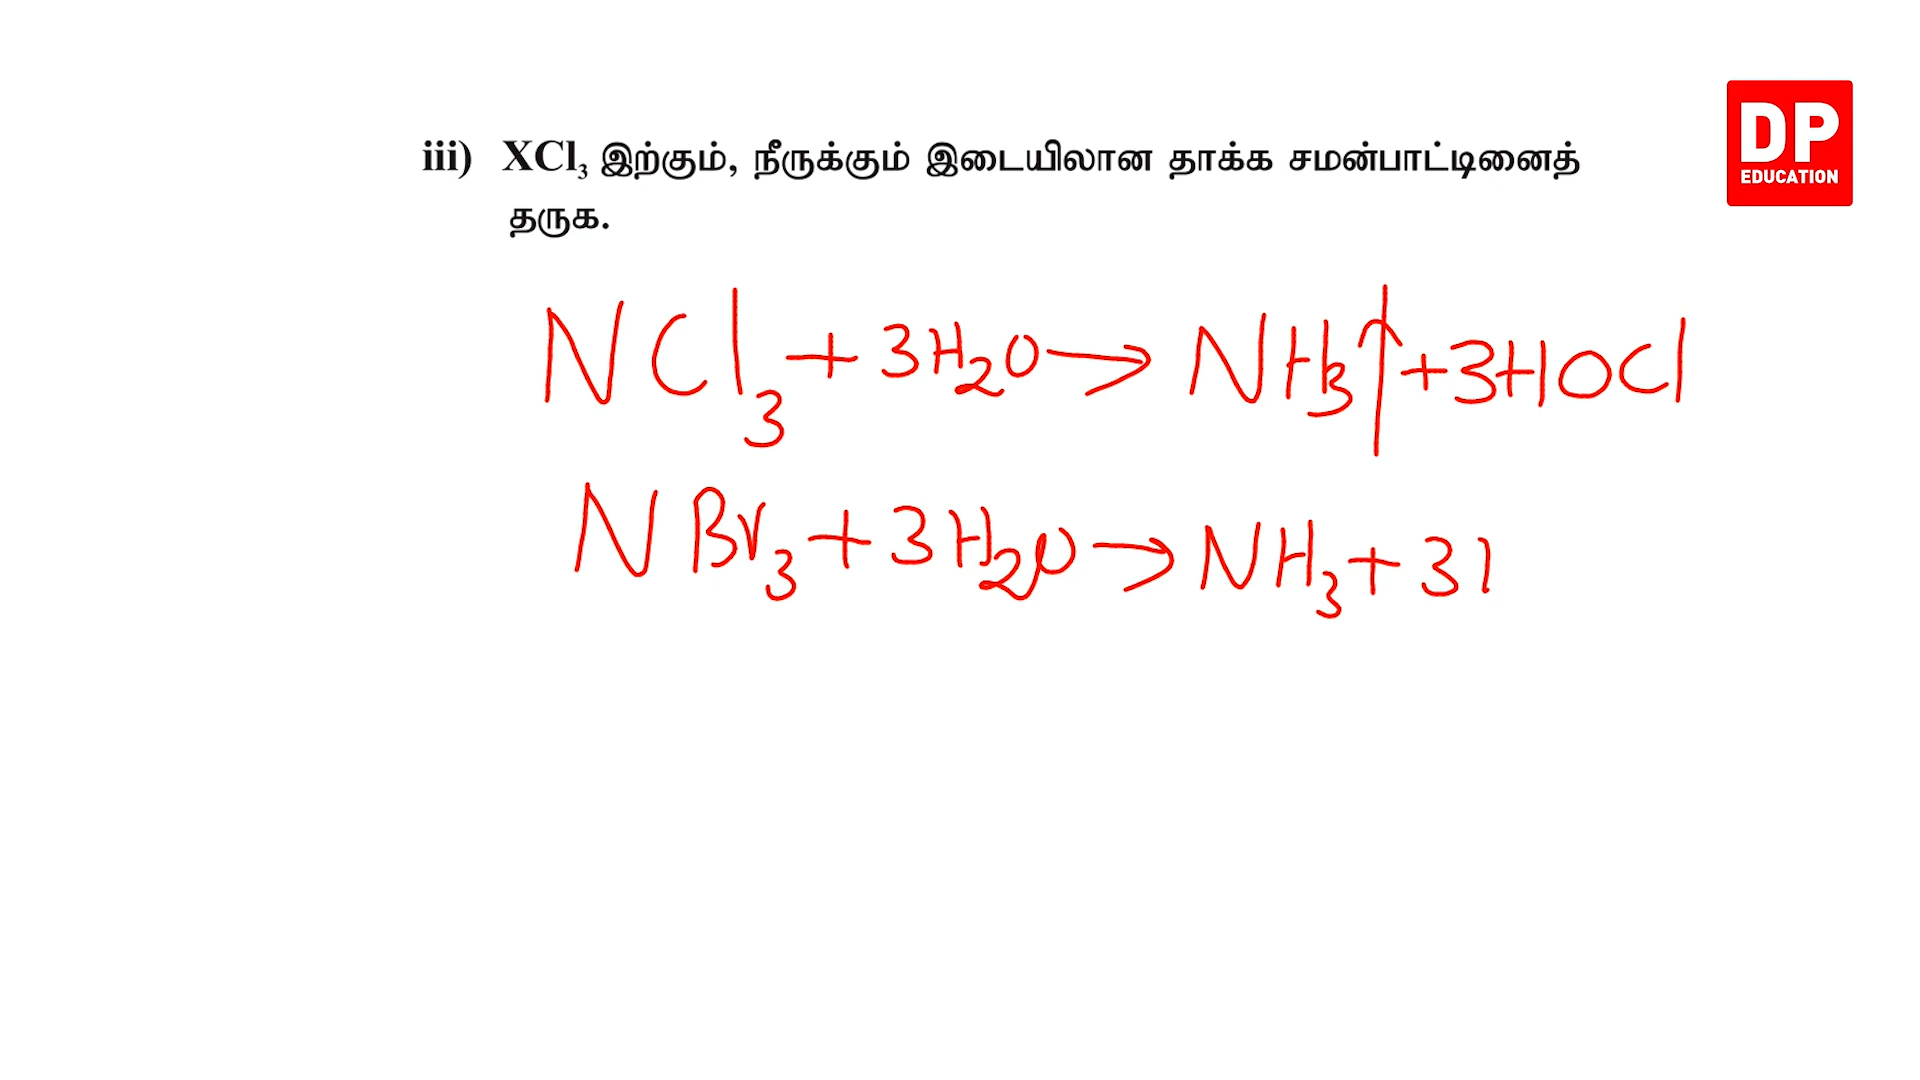 DP
EDUCATION
iii) XCl₃ இற்கும், நீருக்கும் இடையிலான தாக்க சமன்பாட்டினைத்
தருக.
NCl₃ + 3H₂O → NH₃↑ + 3HOCl
NBr₃ + 3H₂O → NH₃ + 3